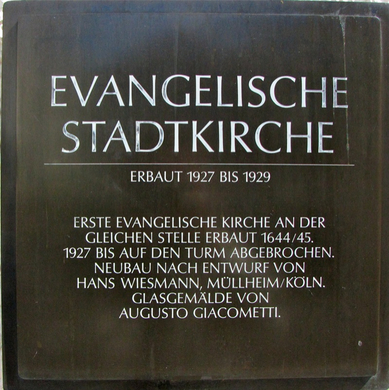 EVANGELISCHE
STADTKIRCHE
ERBAUT 1927 BIS 1929
ERSTE EVANGELISCHE KIRCHE AN DER
GLEICHEN STELLE ERBAUT 1644/45.
1927 BIS AUF DEN TURM ABGEBROCHEN.
NEUBAU NACH ENTWURF VON
HANS WIESMANN, MÜLLHEIM/KÖLN.
GLASGEMÄLDE VON
AUGUSTO GIACOMETTI.